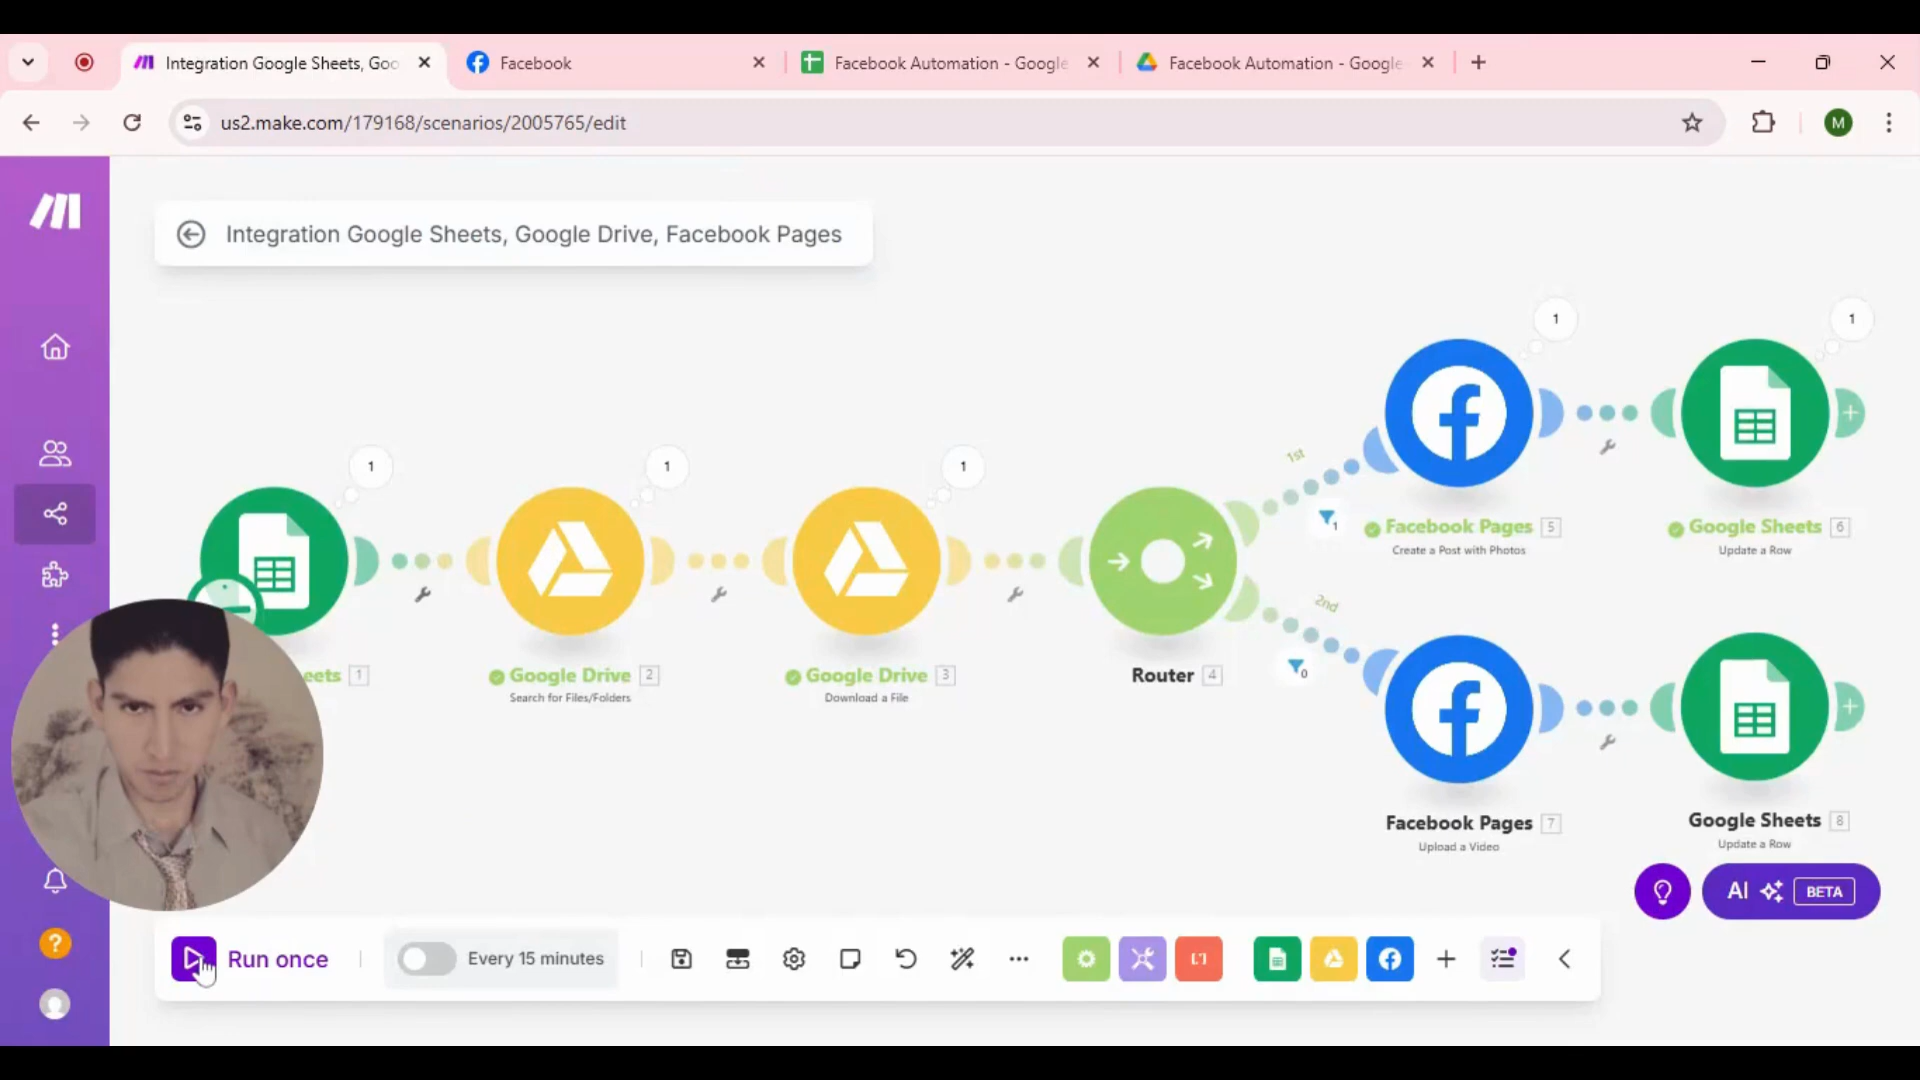 Integration Google Sheets, Goo
Facebook
Facebook Automation - Google
Facebook Automation - Google
us2.make.com/179168/scenarios/2005765/edit
M
Integration Google Sheets, Google Drive, Facebook Pages
1
1
1
1
1
1st
1
Facebook Pages 5
Create a Post with Photos
Google Sheets 6
Update a Row
2nd
0
eets 1
Google Drive 2
Search for Files/Folders
Google Drive 3
Download a File
Router 4
Facebook Pages 7
Upload a Video
Google Sheets 8
Update a Row
AI BETA
?
Run once
Every 15 minutes